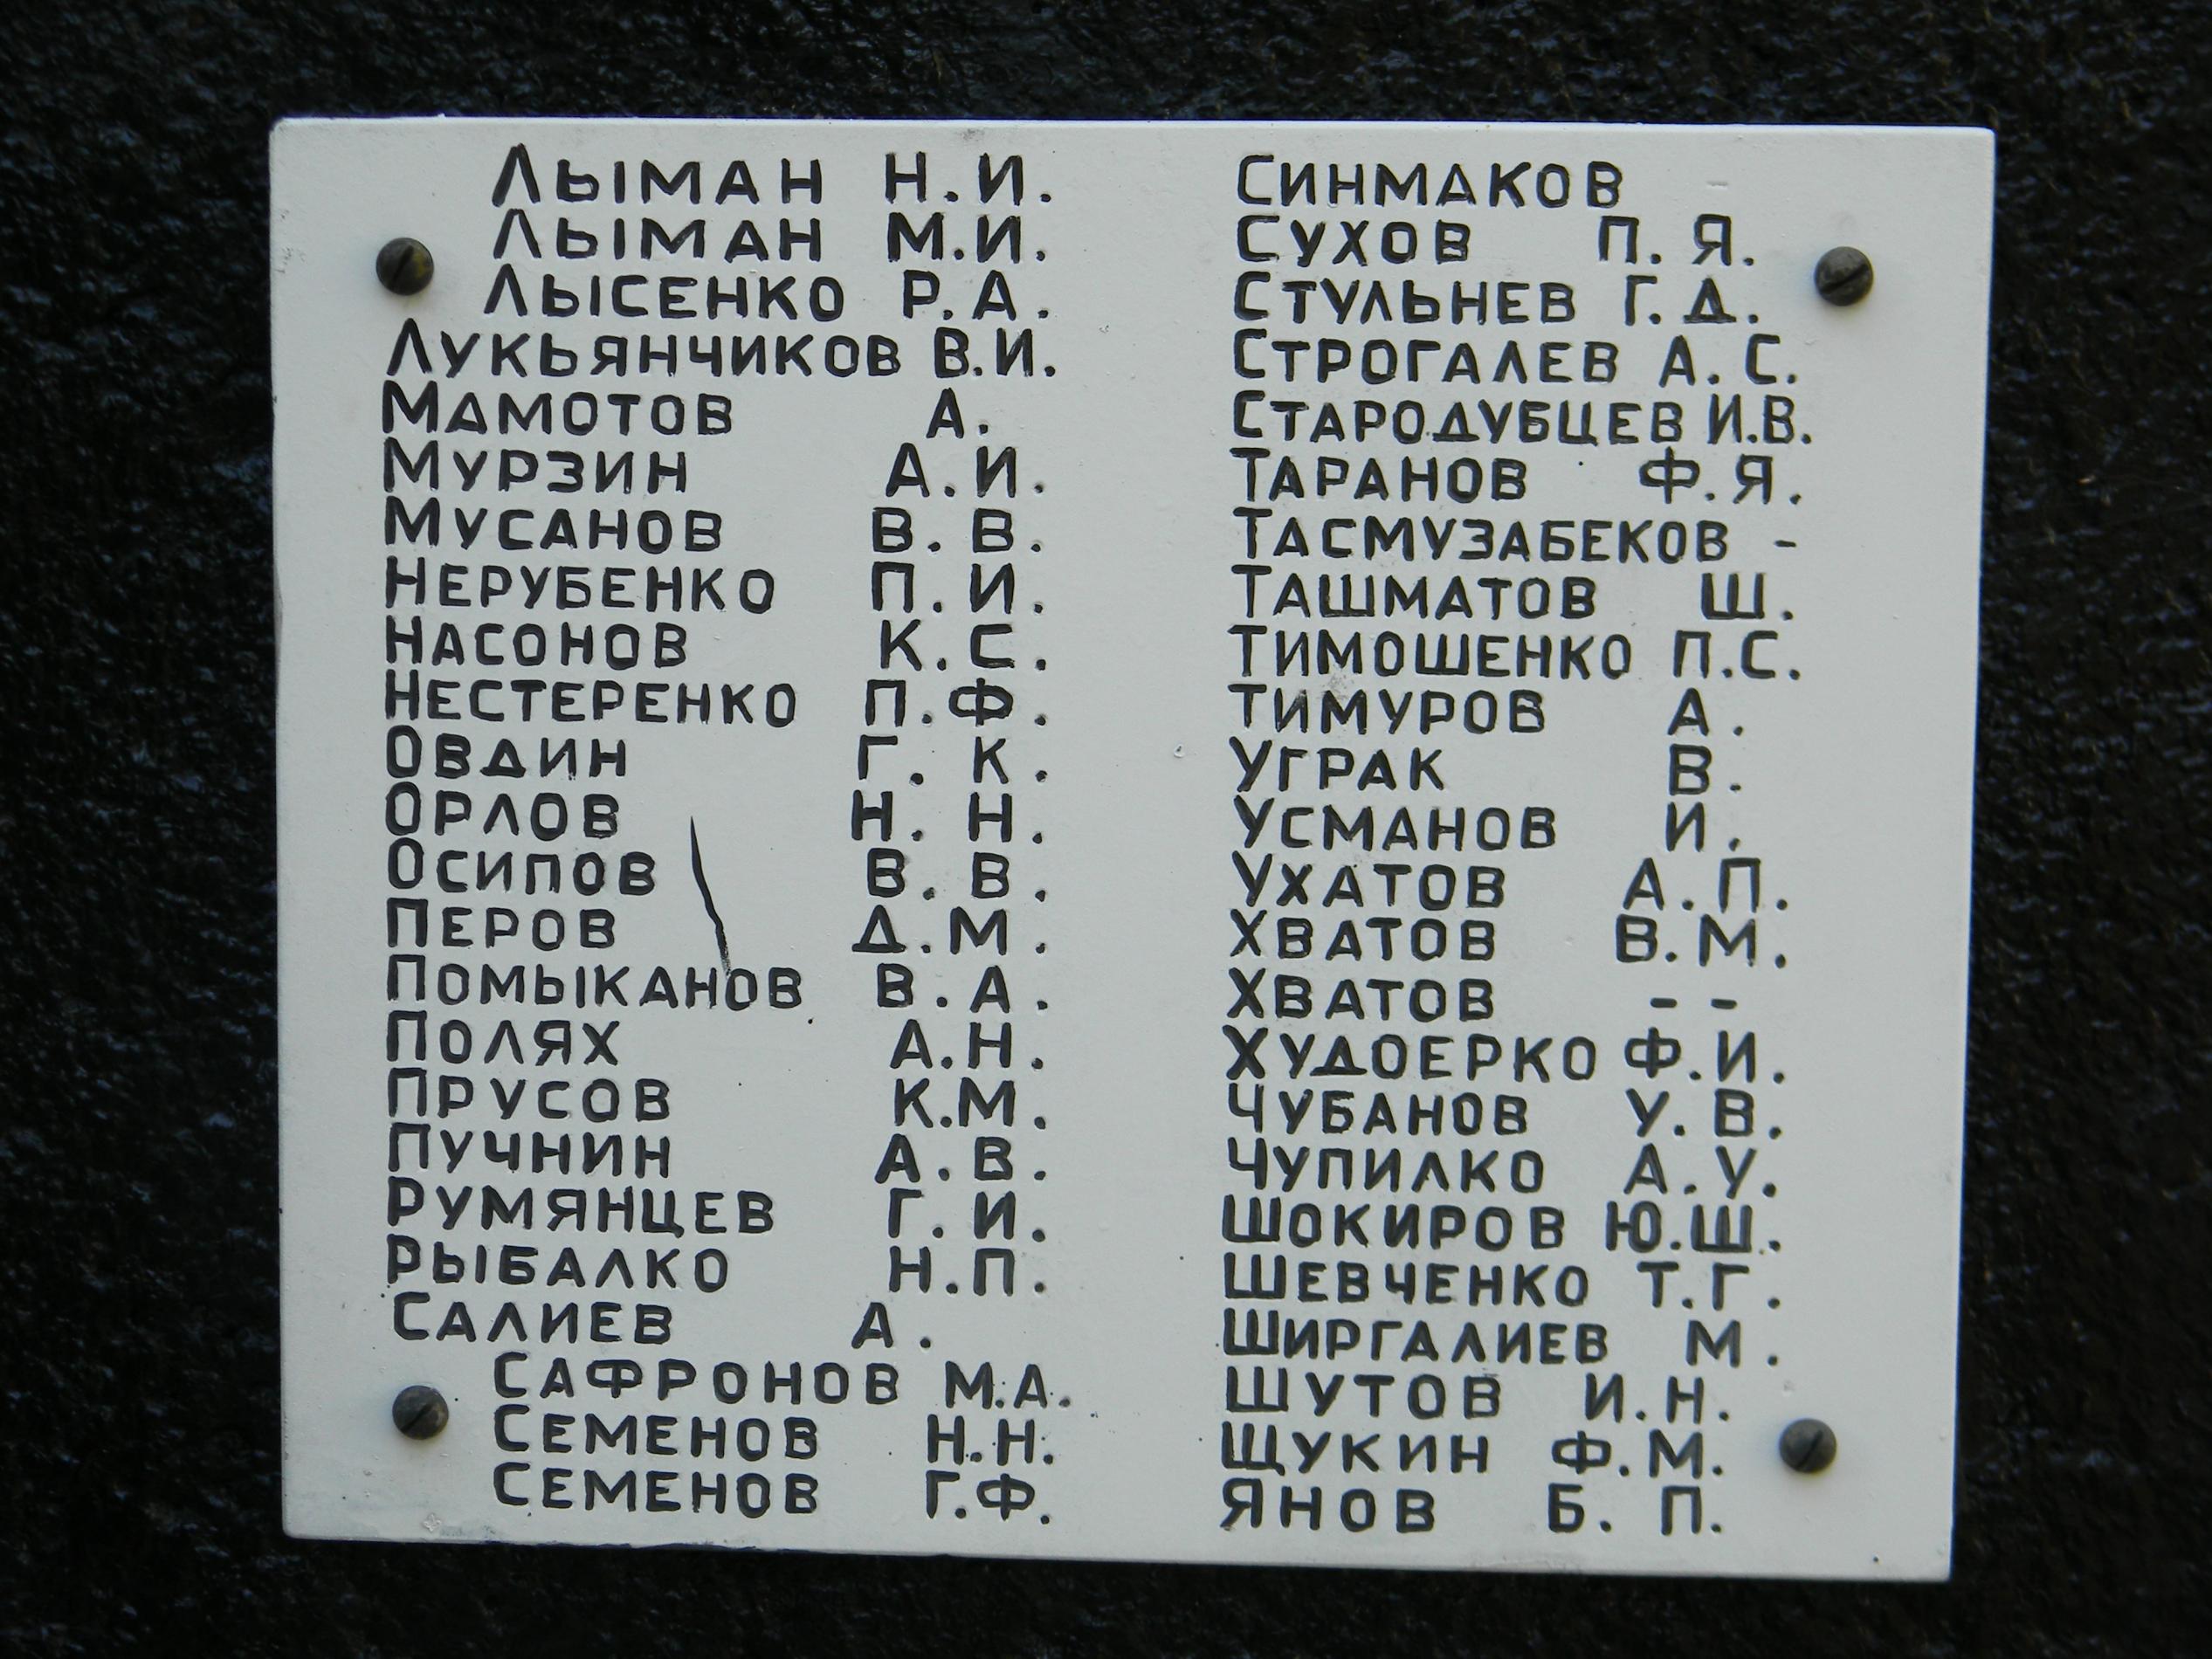 ЛЫМАН Н.И.
ЛЫМАН М.И.
ЛЫСЕНКО Р.А.
ЛУКЬЯНЧИКОВ В.И.
МАМОТОВ А.
МУРЗИН А.И.
МУСАНОВ В.В.
НЕРУБЕНКО П.И.
НАСОНОВ К.С.
НЕСТЕРЕНКО П.Ф.
ОВДИН Г.К.
ОРЛОВ Н.Н.
ОСИПОВ В.В.
ПЕРОВ Д.М.
ПОМЫКАНОВ В.А.
ПОЛЯХ А.Н.
ПРУСОВ К.М.
ПУЧНИН А.В.
РУМЯНЦЕВ Г.И.
РЫБАЛКО Н.П.
САЛИЕВ А.
САФРОНОВ М.А.
СЕМЕНОВ Н.Н.
СЕМЕНОВ Г.Ф.
СИНМАКОВ -
СУХОВ П.Я.
СТУЛЬНЕВ Г.Д.
СТРОГАЛЕВ А.С.
СТАРОДУБЦЕВ И.В.
ТАРАНОВ Ф.Я.
ТАСМУЗАБЕКОВ -
ТАШМАТОВ Ш.
ТИМОШЕНКО П.С.
ТИМУРОВ А.
УГРАК В.
УСМАНОВ И.
УХАТОВ А.П.
ХВАТОВ В.М.
ХВАТОВ - -
ХУДОЕРКО Ф.И.
ЧУБАНОВ У.В.
ЧУПИЛКО А.У.
ШОКИРОВ Ю.Ш.
ШЕВЧЕНКО Т.Г.
ШИРГАЛИЕВ М.
ШУТОВ И.Н.
ЩУКИН Ф.М.
ЯНОВ Б.П.